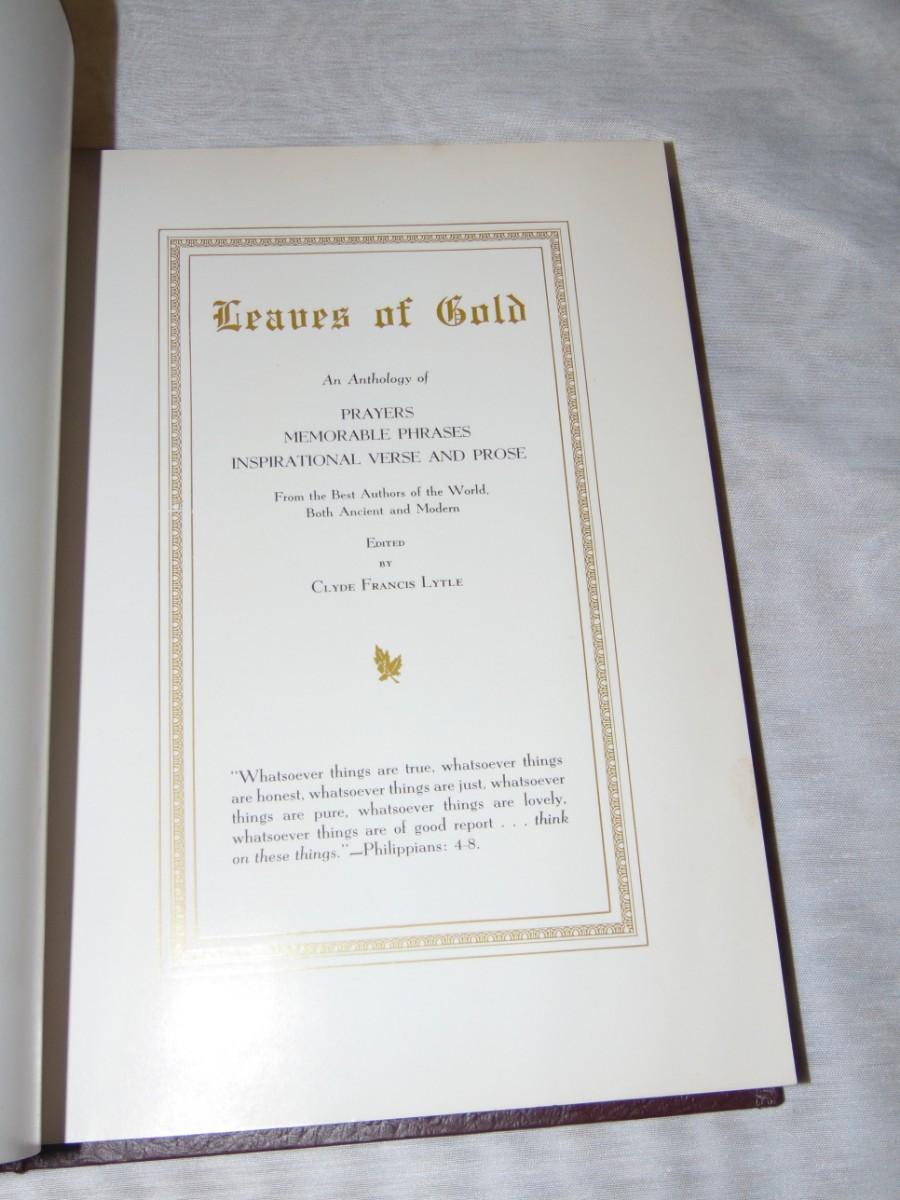 Leaves of Gold
An Anthology of
PRAYERS
MEMORABLE PHRASES
INSPIRATIONAL VERSE AND PROSE
From the Best Authors of the World,
Both Ancient and Modern
EDITED
BY
CLYDE FRANCIS LYTLE
"Whatsoever things are true, whatsoever things
are honest, whatsoever things are just, whatsoever
things are pure, whatsoever things are lovely,
whatsoever things are of good report . . . think
on these things."—Philippians: 4-8.